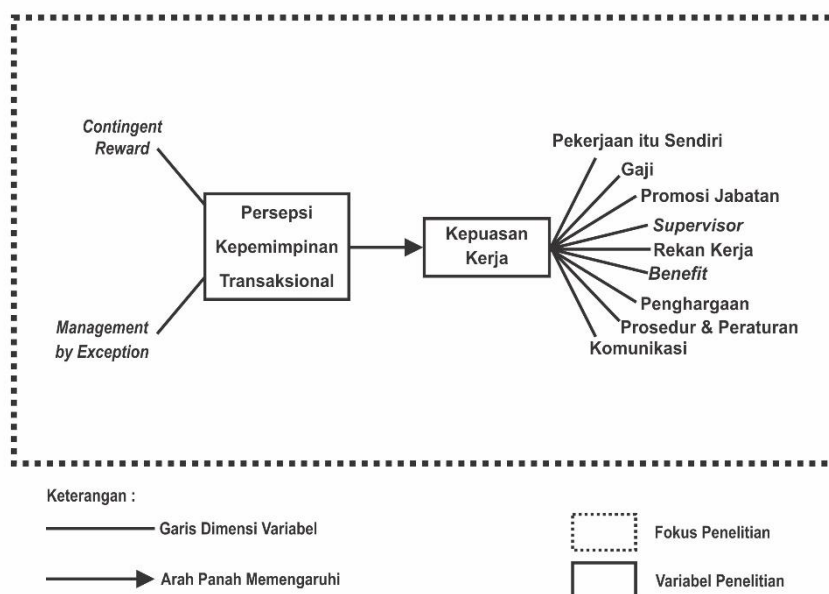 Contingent
Reward
Persepsi
Kepemimpinan
Transaksional
Management
by Exception
Kepuasan
Kerja
Pekerjaan itu Sendiri
Gaji
Promosi Jabatan
Supervisor
Rekan Kerja
Benefit
Penghargaan
Prosedur & Peraturan
Komunikasi
Keterangan :
Garis Dimensi Variabel
Arah Panah Memengaruhi
Fokus Penelitian
Variabel Penelitian